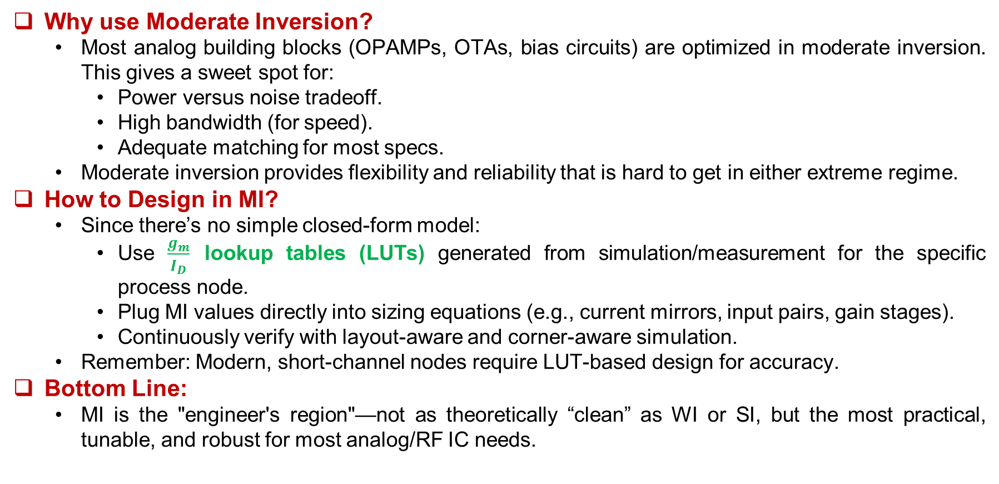 ❑ Why use Moderate Inversion?
• Most analog building blocks (OPAMPs, OTAs, bias circuits) are optimized in moderate inversion.
This gives a sweet spot for:
• Power versus noise tradeoff.
• High bandwidth (for speed).
• Adequate matching for most specs.
• Moderate inversion provides flexibility and reliability that is hard to get in either extreme regime.
❑ How to Design in MI?
• Since there’s no simple closed-form model:
• Use g_m/I_D lookup tables (LUTs) generated from simulation/measurement for the specific
process node.
• Plug MI values directly into sizing equations (e.g., current mirrors, input pairs, gain stages).
• Continuously verify with layout-aware and corner-aware simulation.
• Remember: Modern, short-channel nodes require LUT-based design for accuracy.
❑ Bottom Line:
• MI is the "engineer's region"—not as theoretically “clean” as WI or SI, but the most practical,
tunable, and robust for most analog/RF IC needs.